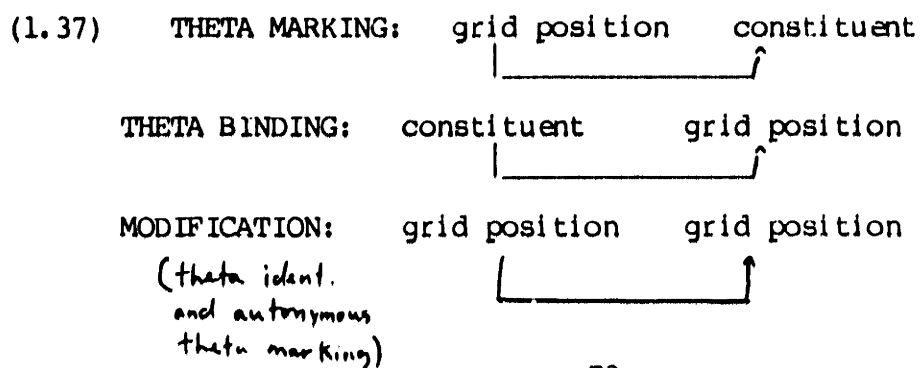 (1.37) THETA MARKING: grid position constituent
THETA BINDING: constituent grid position
MODIFICATION: grid position grid position
(theta ident.
and autonymous
theta marking)